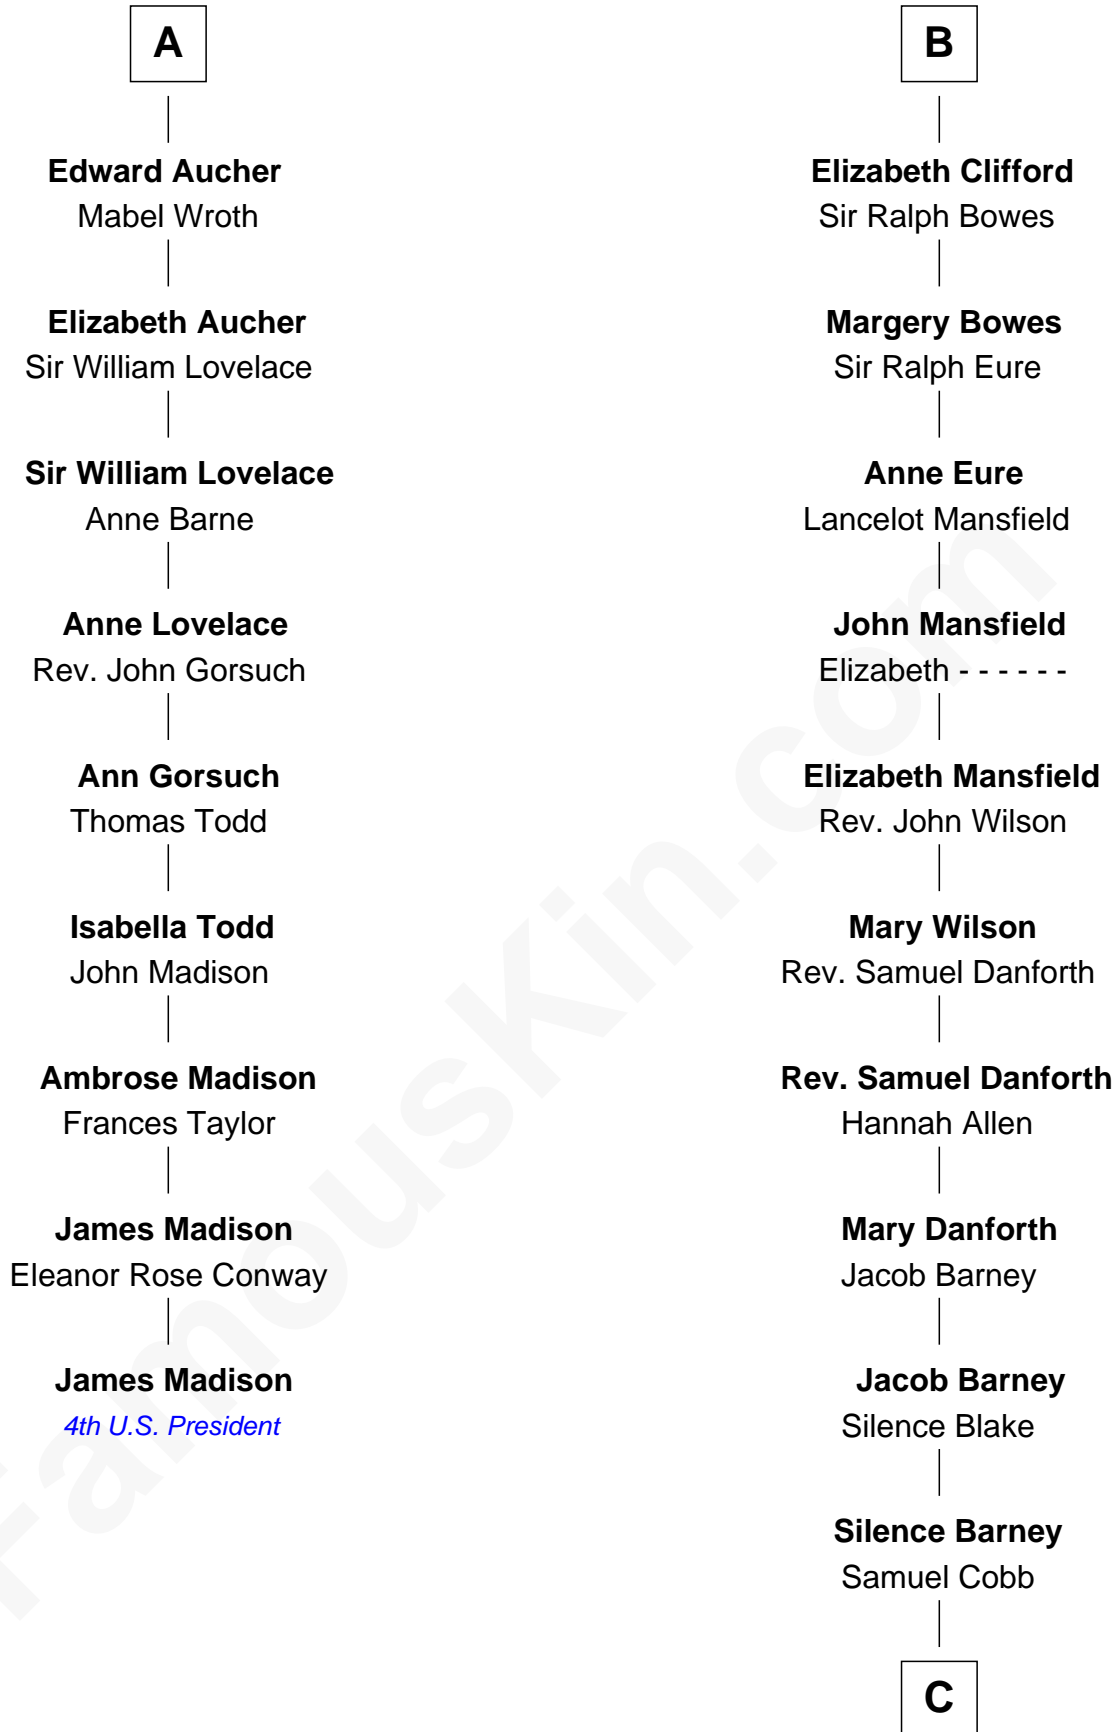 A
Edward Aucher
Mabel Wroth
Elizabeth Aucher
Sir William Lovelace
Sir William Lovelace
Anne Barne
Anne Lovelace
Rev. John Gorsuch
Ann Gorsuch
Thomas Todd
Isabella Todd
John Madison
Ambrose Madison
Frances Taylor
James Madison
Eleanor Rose Conway
James Madison
4th U.S. President
B
Elizabeth Clifford
Sir Ralph Bowes
Margery Bowes
Sir Ralph Eure
Anne Eure
Lancelot Mansfield
John Mansfield
Elizabeth - - - - - -
Elizabeth Mansfield
Rev. John Wilson
Mary Wilson
Rev. Samuel Danforth
Rev. Samuel Danforth
Hannah Allen
Mary Danforth
Jacob Barney
Jacob Barney
Silence Blake
Silence Barney
Samuel Cobb
C
FamousKin.com